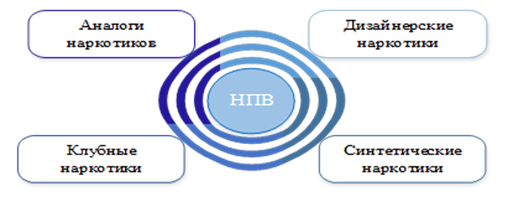 Аналоги
наркотиков
Дизайнерские
наркотики
НПВ
Клубные
наркотики
Синтетические
наркотики